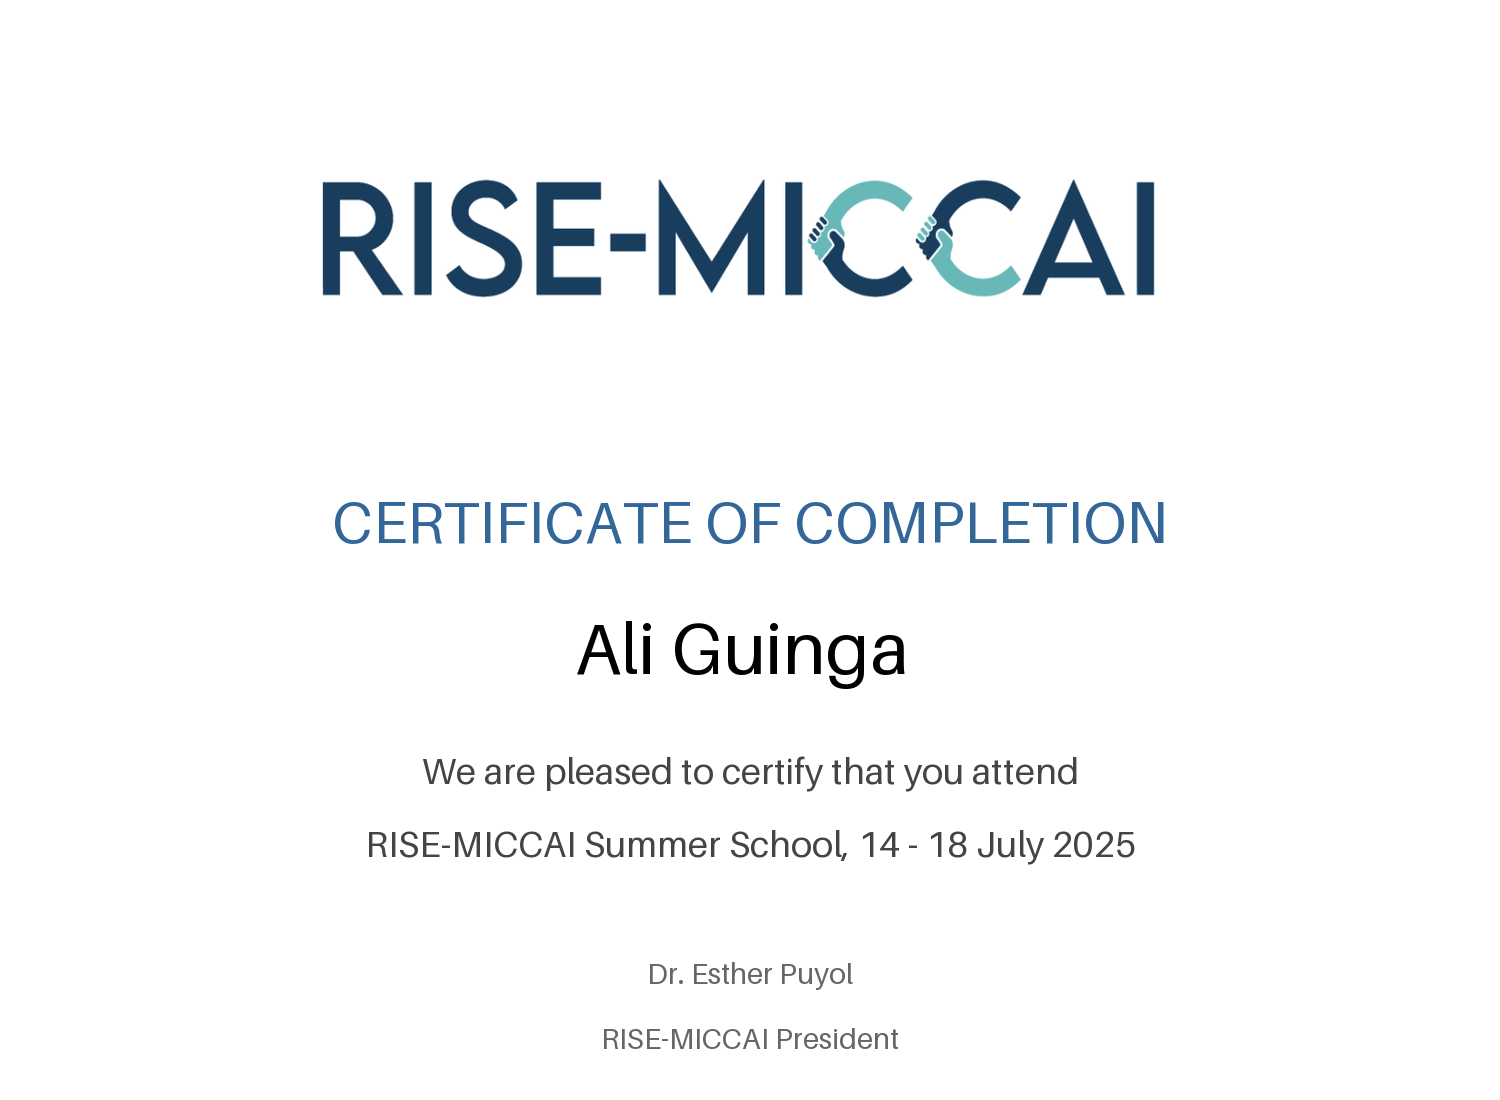 RISE-MICCAI
CERTIFICATE OF COMPLETION
Ali Guinga
We are pleased to certify that you attend
RISE-MICCAI Summer School, 14 - 18 July 2025
Dr. Esther Puyol
RISE-MICCAI President